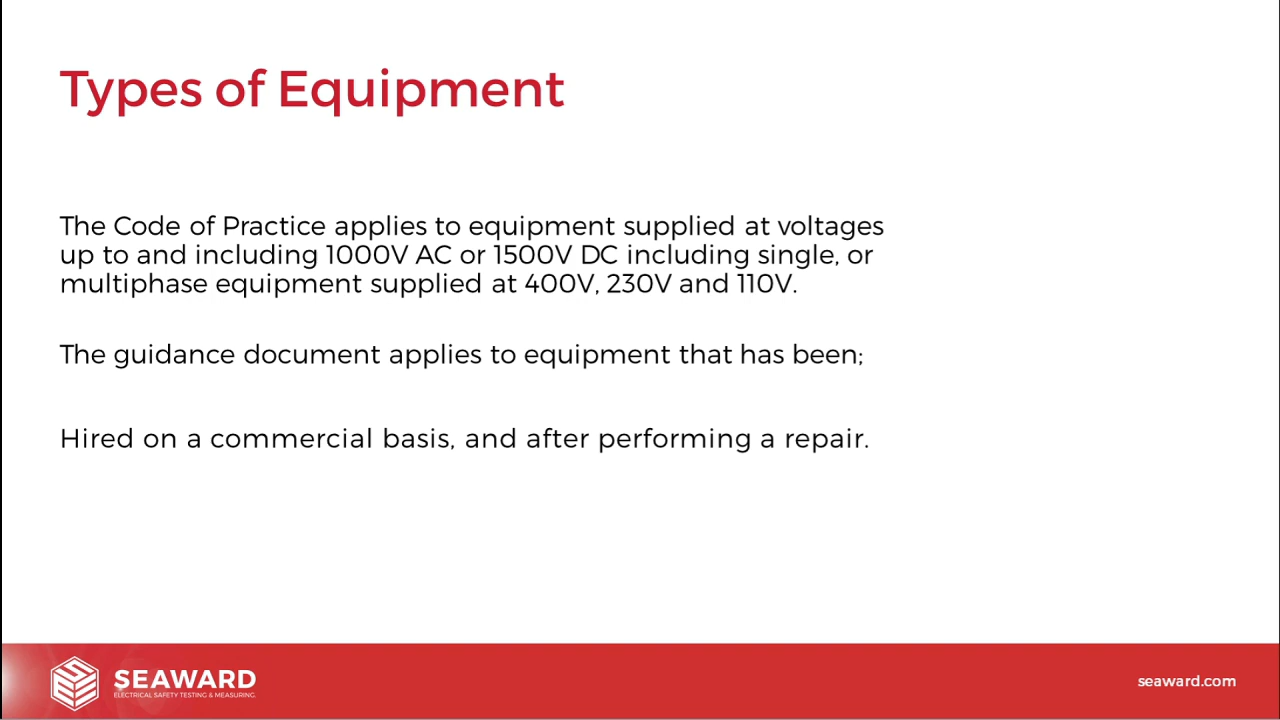 Types of Equipment
The Code of Practice applies to equipment supplied at voltages
up to and including 1000V AC or 1500V DC including single, or
multiphase equipment supplied at 400V, 230V and 110V.
The guidance document applies to equipment that has been;
Hired on a commercial basis, and after performing a repair.
SEAWARD
ELECTRICAL SAFETY TESTING & MEASURING.
seaward.com